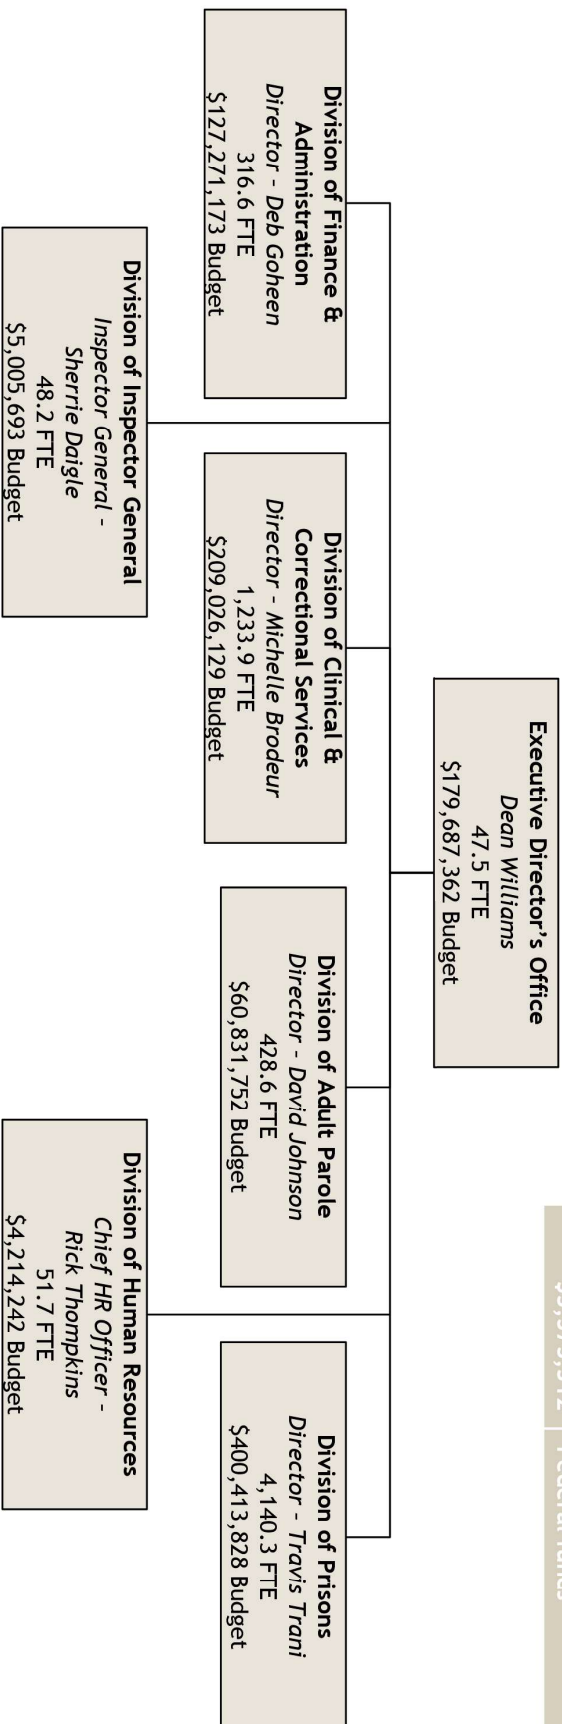 Executive Director's Office
Dean Williams
47.5 FTE
$179,687,362 Budget
Division of Finance &
Administration
Director - Deb Goheen
316.6 FTE
$127,271,173 Budget
Division of Clinical &
Correctional Services
Director - Michelle Brodeur
1,233.9 FTE
$209,026,129 Budget
Division of Adult Parole
Director - David Johnson
428.6 FTE
$60,831,752 Budget
Division of Prisons
Director - Travis Trani
4,140.3 FTE
$400,413,828 Budget
Division of Inspector General
Inspector General -
Sherrie Daigle
48.2 FTE
$5,005,693 Budget
Division of Human Resources
Chief HR Officer -
Rick Thompkins
51.7 FTE
$4,214,242 Budget